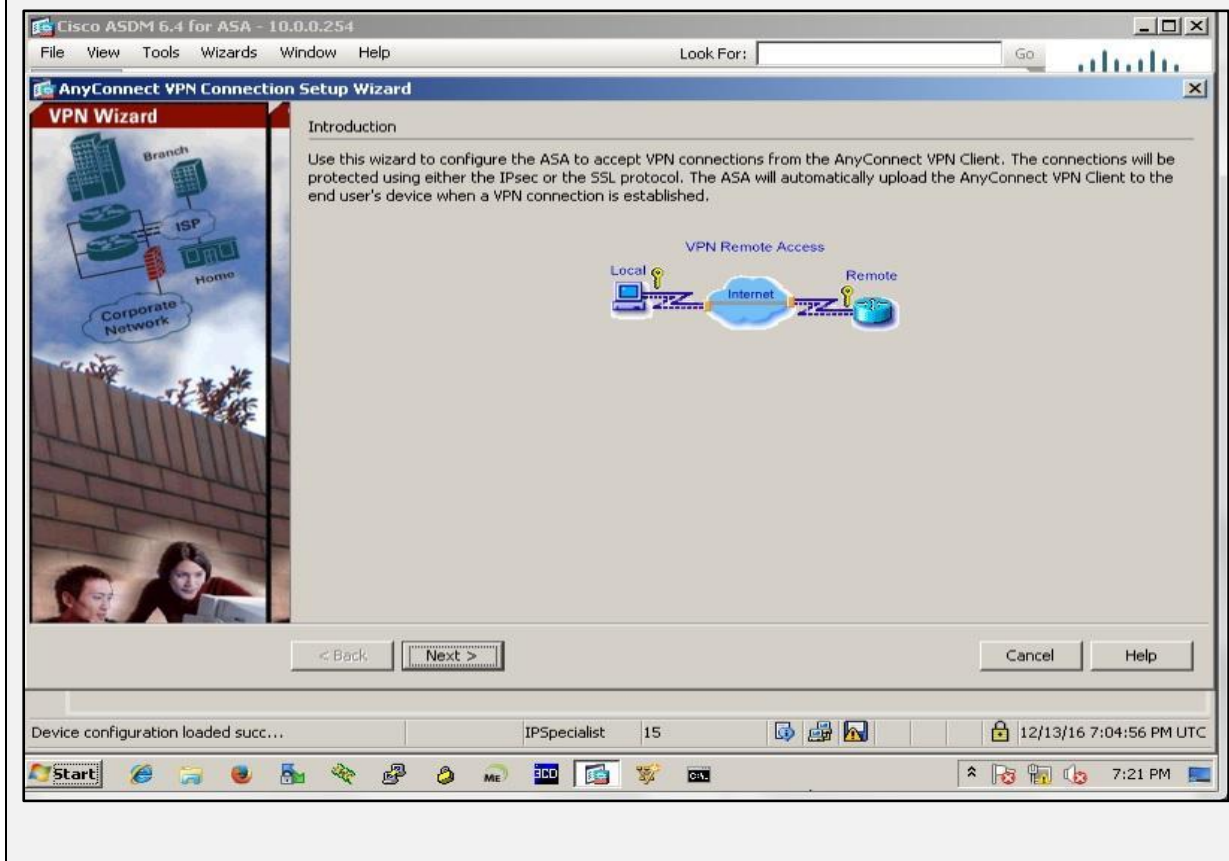 Cisco ASDM 6.4 for ASA - 10.0.0.254
File View Tools Wizards Window Help Look For: Go
AnyConnect VPN Connection Setup Wizard
VPN Wizard
Branch
ISP
Home
Corporate
Network
Introduction
Use this wizard to configure the ASA to accept VPN connections from the AnyConnect VPN Client. The connections will be
protected using either the IPsec or the SSL protocol. The ASA will automatically upload the AnyConnect VPN Client to the
end user's device when a VPN connection is established.
VPN Remote Access
Local
Internet
Remote
< Back Next > Cancel Help
Device configuration loaded succ... IPSpecialist 15 12/13/16 7:04:56 PM UTC
Start ME SCD 7:21 PM